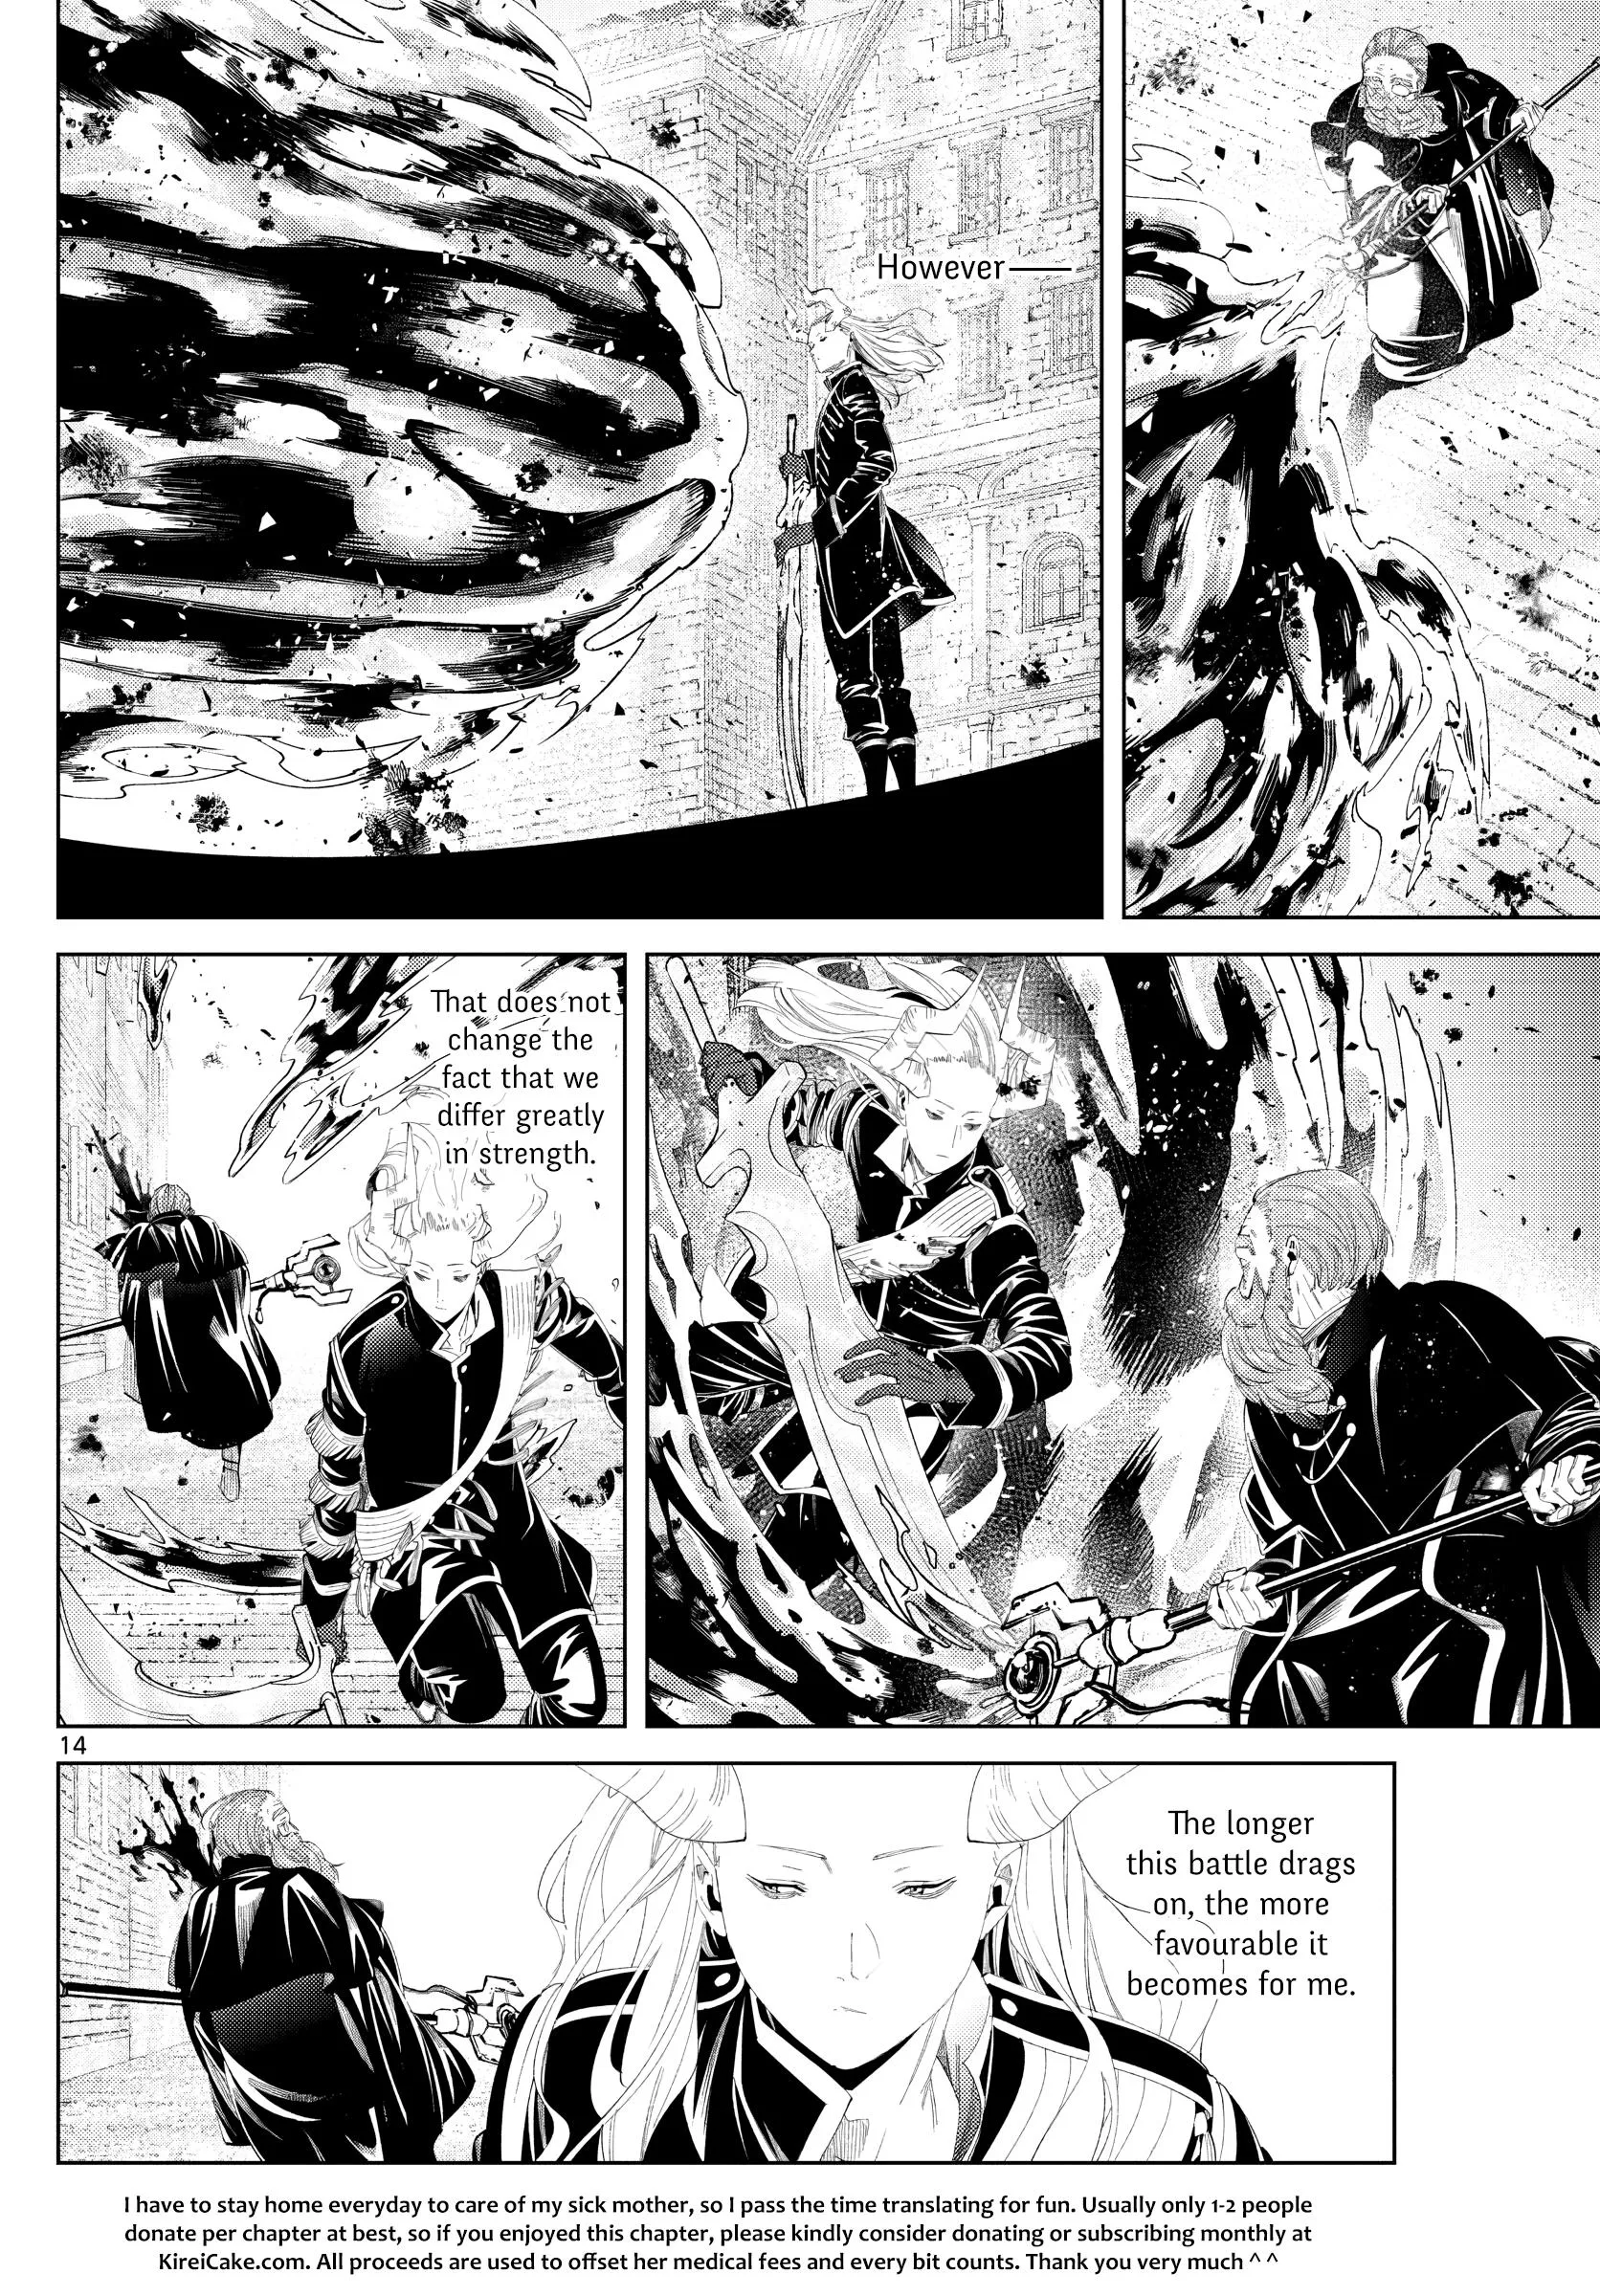 However——
That does not
change the
fact that we
differ greatly
in strength.
14
The longer
this battle drags
on, the more
favourable it
becomes for me.
I have to stay home everyday to care of my sick mother, so I pass the time translating for fun. Usually only 1-2 people
donate per chapter at best, so if you enjoyed this chapter, please kindly consider donating or subscribing monthly at
KireiCake.com. All proceeds are used to offset her medical fees and every bit counts. Thank you very much ^ ^